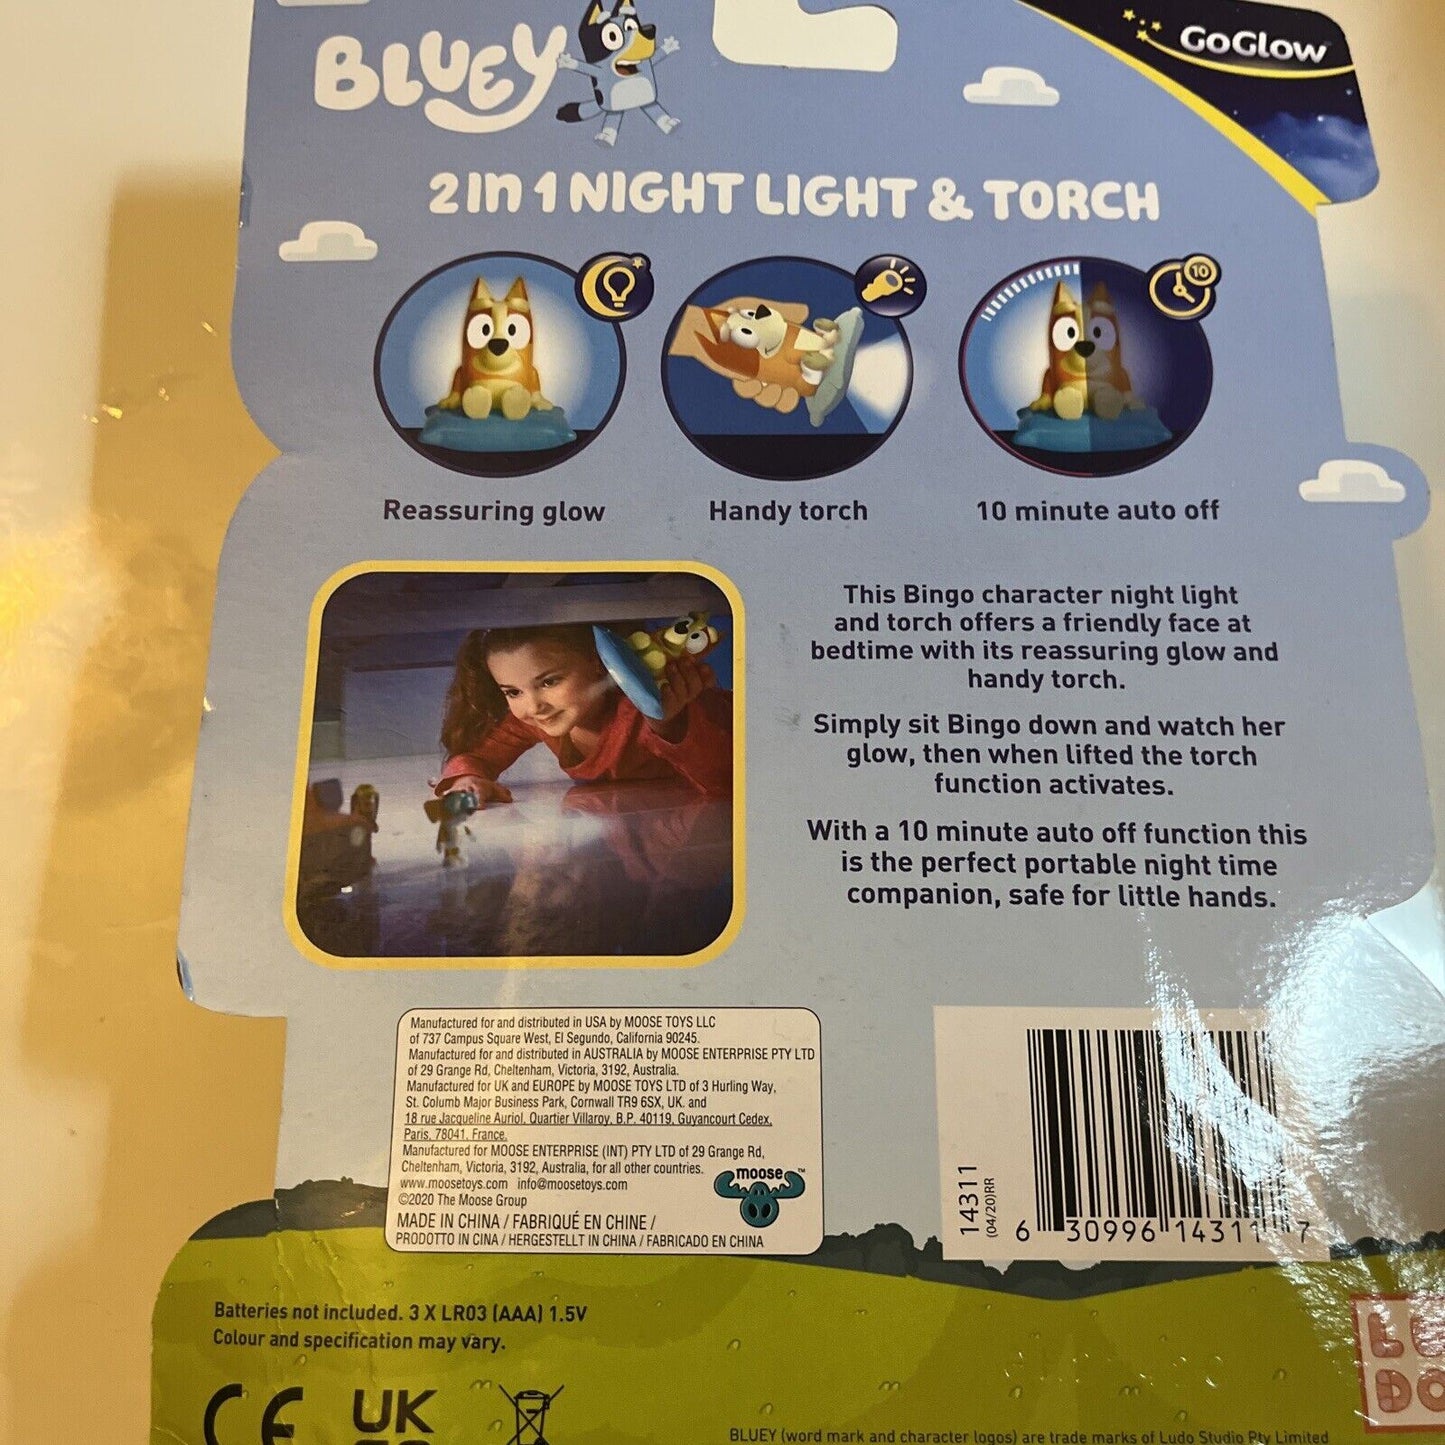 BLUEY
GoGLOW
2 in 1 NIGHT LIGHT & TORCH
10
Reassuring glow
Handy torch
10 minute auto off
This Bingo character night light
and torch offers a friendly face at
bedtime with its reassuring glow and
handy torch.
Simply sit Bingo down and watch her
glow, then when lifted the torch
function activates.
With a 10 minute auto off function this
is the perfect portable night time
companion, safe for little hands.
Manufactured for and distributed in USA by MOOSE TOYS LLC
of 737 Campus Square West, El Segundo, California 90245.
Manufactured for and distributed in AUSTRALIA by MOOSE ENTERPRISE PTY LTD
of 29 Grange Rd, Cheltenham, Victoria, 3192, Australia.
Manufactured for UK and EUROPE by MOOSE TOYS LTD of 3 Hurling Way,
St. Columb Major Business Park, Cornwall TR9 6SX, UK. and
18 rue Jacqueline Auriol, Quartier Villaroy, B.P. 40119, Guyancourt Cedex,
Paris, 78041, France.
Manufactured for MOOSE ENTERPRISE (INT) PTY LTD of 29 Grange Rd,
Cheltenham, Victoria, 3192, Australia, for all other countries.
www.moosetoys.com info@moosetoys.com
©2020 The Moose Group
MADE IN CHINA / FABRIQUÉ EN CHINE /
PRODOTTO IN CINA / HERGESTELLT IN CHINA / FABRICADO EN CHINA
moose™
14311
(04/20)RR
6 30996 14311 7
Batteries not included. 3 X LR03 (AAA) 1.5V
Colour and specification may vary.
CE
UK
BLUEY (word mark and character logos) are trade marks of Ludo Studio Pty Limited